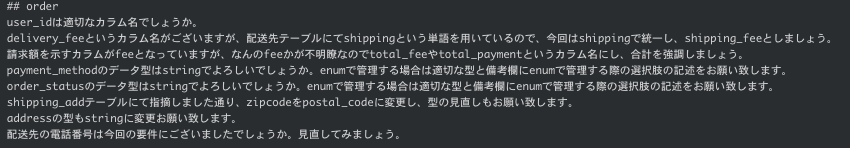 ## order
user_idは適切なカラム名でしょうか。
delivery_feeというカラム名がございますが、配送先テーブルにてshippingという単語を用いているので、今回はshippingで統一し、shipping_feeとしましょう。
請求額を示すカラムがfeeとなっていますが、なんのfeeかが不明瞭なのでtotal_feeやtotal_paymentというカラム名にし、合計を強調しましょう。
payment_methodのデータ型はstringでよろしいでしょうか。enumで管理する場合は適切な型と備考欄にenumで管理する際の選択肢の記述をお願い致します。
order_statusのデータ型はstringでよろしいでしょうか。enumで管理する場合は適切な型と備考欄にenumで管理する際の選択肢の記述をお願い致します。
shipping_addテーブルにて指摘しました通り、zipcodeをpostal_codeに変更し、型の見直しもお願い致します。
addressの型もstringに変更お願い致します。
配送先の電話番号は今回の要件にございましたでしょうか。見直してみましょう。